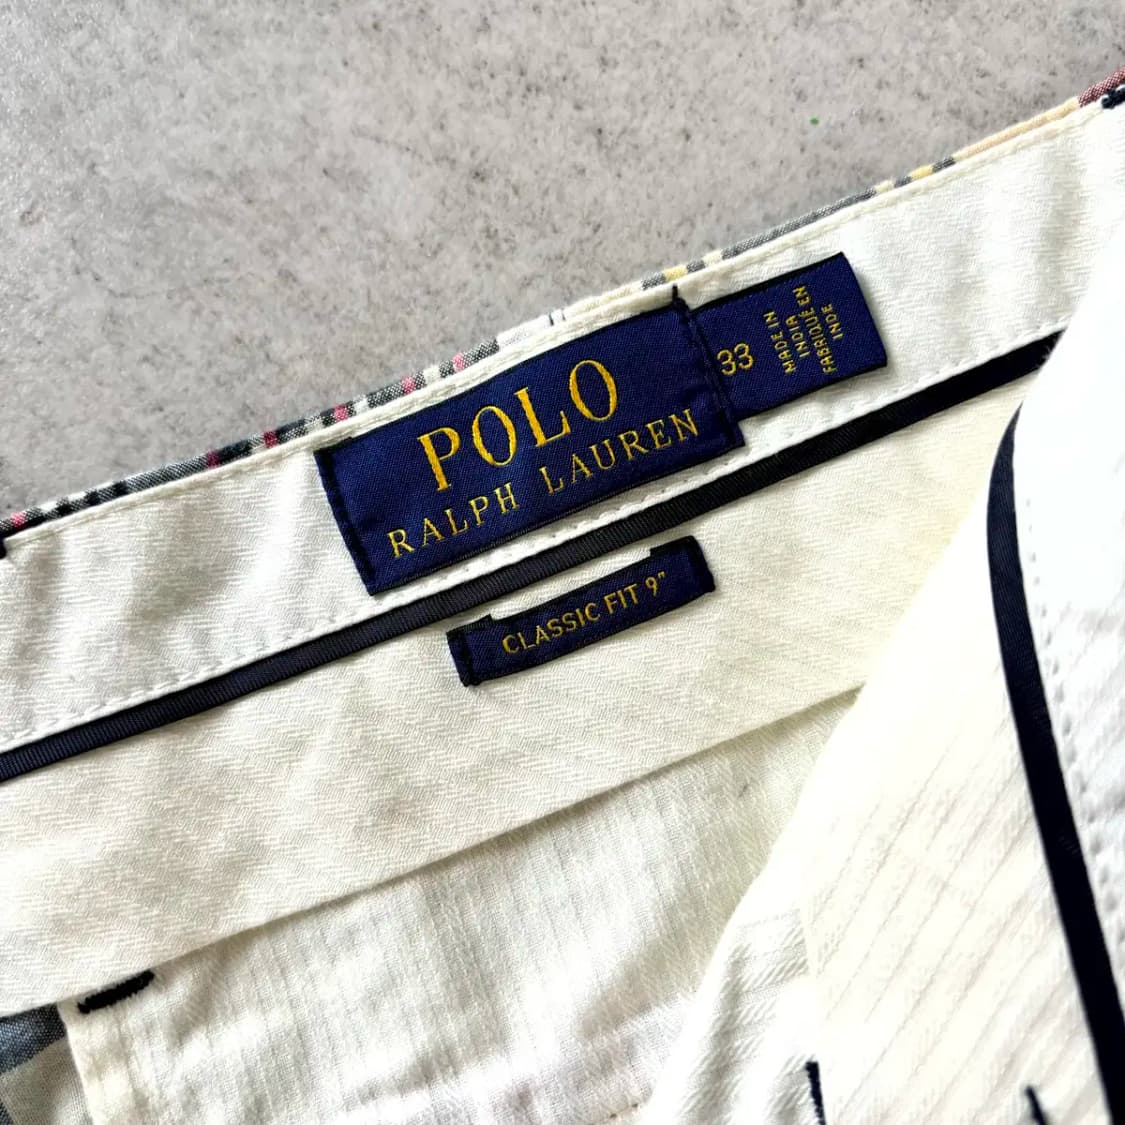 POLO
RALPH LAUREN
33
MADE IN
INDIA
FABRIQUÉ EN
INDE
CLASSIC FIT 9"